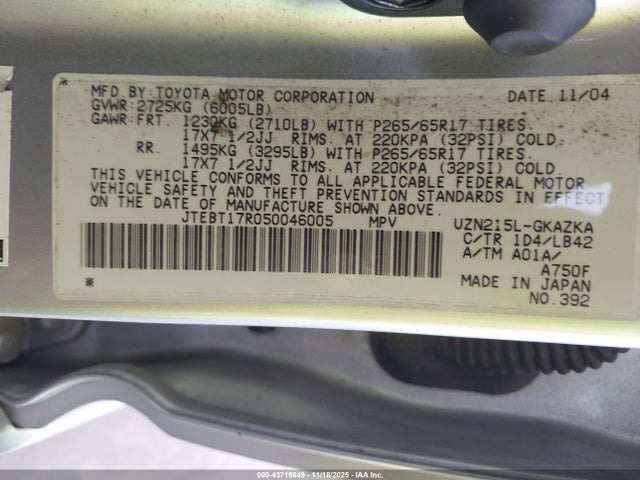 MFD. BY: TOYOTA MOTOR CORPORATION DATE 11/04
GVWR: 2725KG (6005LB)
GAWR: FRT. 1230KG (2710LB) WITH P265/65R17 TIRES
17X7 1/2JJ RIMS, AT 220KPA (32PSI) COLD.
RR. 1495KG (3295LB) WITH P265/65R17 TIRES
17X7 1/2JJ RIMS, AT 220KPA (32PSI) COLD.
THIS VEHICLE CONFORMS TO ALL APPLICABLE FEDERAL MOTOR
VEHICLE SAFETY AND THEFT PREVENTION STANDARDS IN EFFECT
ON THE DATE OF MANUFACTURE SHOWN ABOVE.
JTEBT17R050046005 MPV UZN215L-GKAZKA
C/TR 1D4/LB42
A/TM A01A/
A750F
* MADE IN JAPAN
NO.392
000-43716849 - 11/18/2025 - IAA Inc.